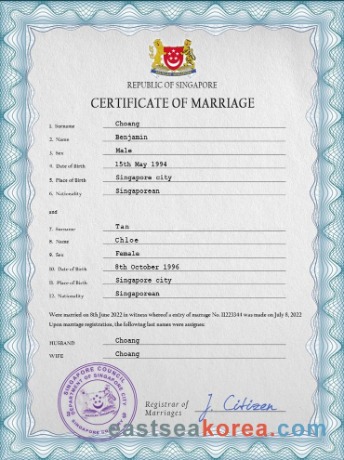 REPUBLIC OF SINGAPORE
CERTIFICATE OF MARRIAGE
1. Surname Choang
2. Name Benjamin
3. Sex Male
4. Date of Birth 15th May 1994
5. Place of Birth Singapore city
6. Nationality Singaporean
and
7. Surname Tan
8. Name Chloe
9. Sex Female
10. Date of Birth 8th October 1996
11. Place of Birth Singapore city
12. Nationality Singaporean
Were married on 8th June 2022 in witness whereof a entry of marriage No. was made on July 8, 2022
Upon marriage registration, the following last names were assignes:
HUSBAND Choang
WIFE Choang
SINGAPORE COUNCIL
DEPARTMENT OF SINGAPORE CITY
Registrar of
Marriages
J. Citizen
eastseakorea.com